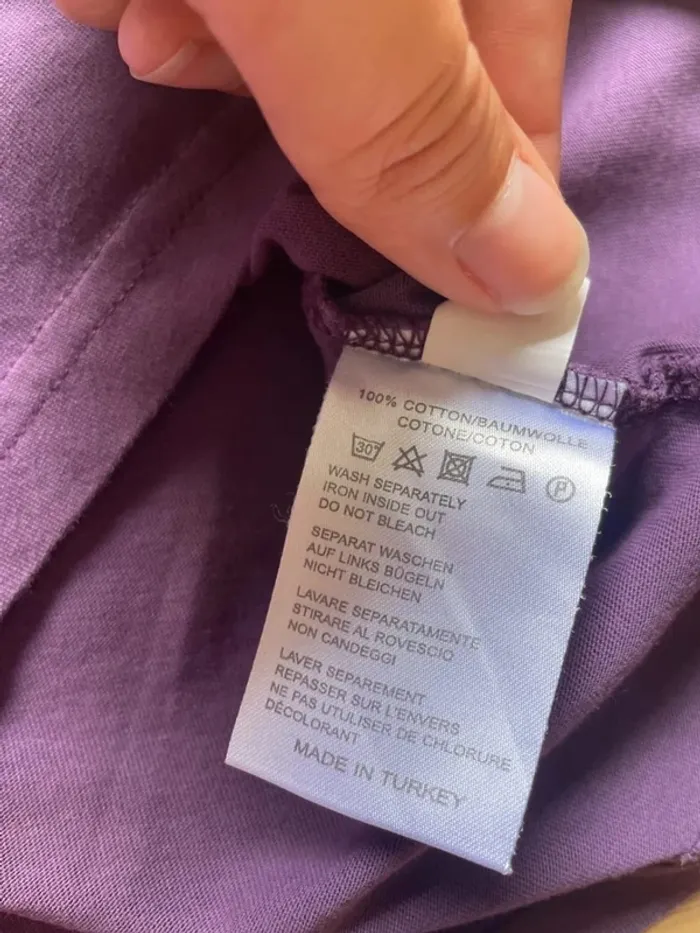 100% COTTON/BAUMWOLLE
COTONE/COTON
30° P
WASH SEPARATELY
IRON INSIDE OUT
DO NOT BLEACH
SEPARAT WASCHEN
AUF LINKS BÜGELN
NICHT BLEICHEN
LAVARE SEPARATAMENTE
STIRARE AL ROVESCIO
NON CANDEGGI
LAVER SÉPAREMENT
REPASSER SUR L'ENVERS
NE PAS UTULISER DE CHLORURE
DÉCOLORANT
MADE IN TURKEY